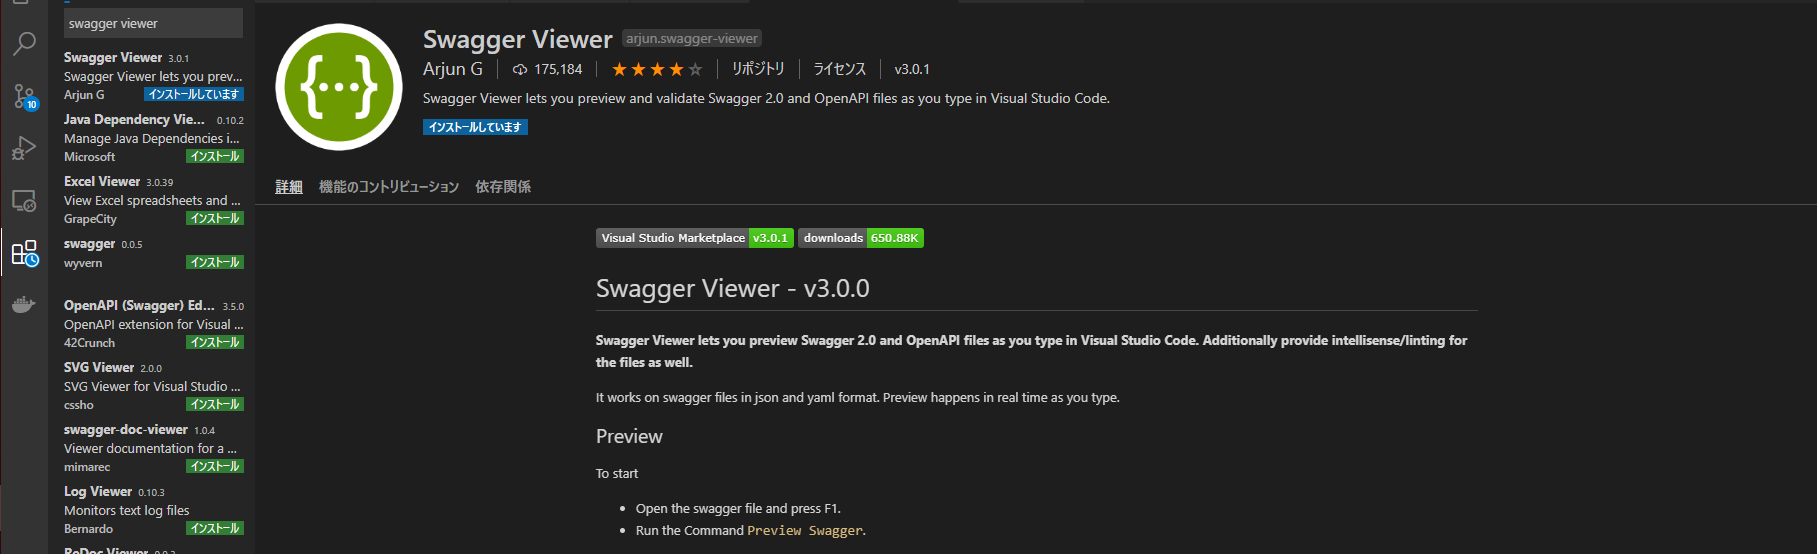 swagger viewer
Swagger Viewer 3.0.1
Swagger Viewer lets you prev...
Arjun G インストールしています
Java Dependency Vie... 0.10.2
Manage Java Dependencies i...
Microsoft インストール
Excel Viewer 3.0.39
View Excel spreadsheets and ...
GrapeCity インストール
swagger 0.0.5
wyvern インストール
OpenAPI (Swagger) Ed... 3.5.0
OpenAPI extension for Visual ...
42Crunch インストール
SVG Viewer 2.0.0
SVG Viewer for Visual Studio ...
cssho インストール
swagger-doc-viewer 1.0.4
Viewer documentation for a ...
mimarec インストール
Log Viewer 0.10.3
Monitors text log files
Bernardo インストール
ReDoc Viewer
10
{...}
Swagger Viewer arjun.swagger-viewer
Arjun G 175,184 リポジトリ ライセンス v3.0.1
Swagger Viewer lets you preview and validate Swagger 2.0 and OpenAPI files as you type in Visual Studio Code.
インストールしています
詳細 機能のコントリビューション 依存関係
Visual Studio Marketplace v3.0.1 downloads 650.88K
Swagger Viewer - v3.0.0
Swagger Viewer lets you preview Swagger 2.0 and OpenAPI files as you type in Visual Studio Code. Additionally provide intellisense/linting for
the files as well.
It works on swagger files in json and yaml format. Preview happens in real time as you type.
Preview
To start
• Open the swagger file and press F1.
• Run the Command Preview Swagger.